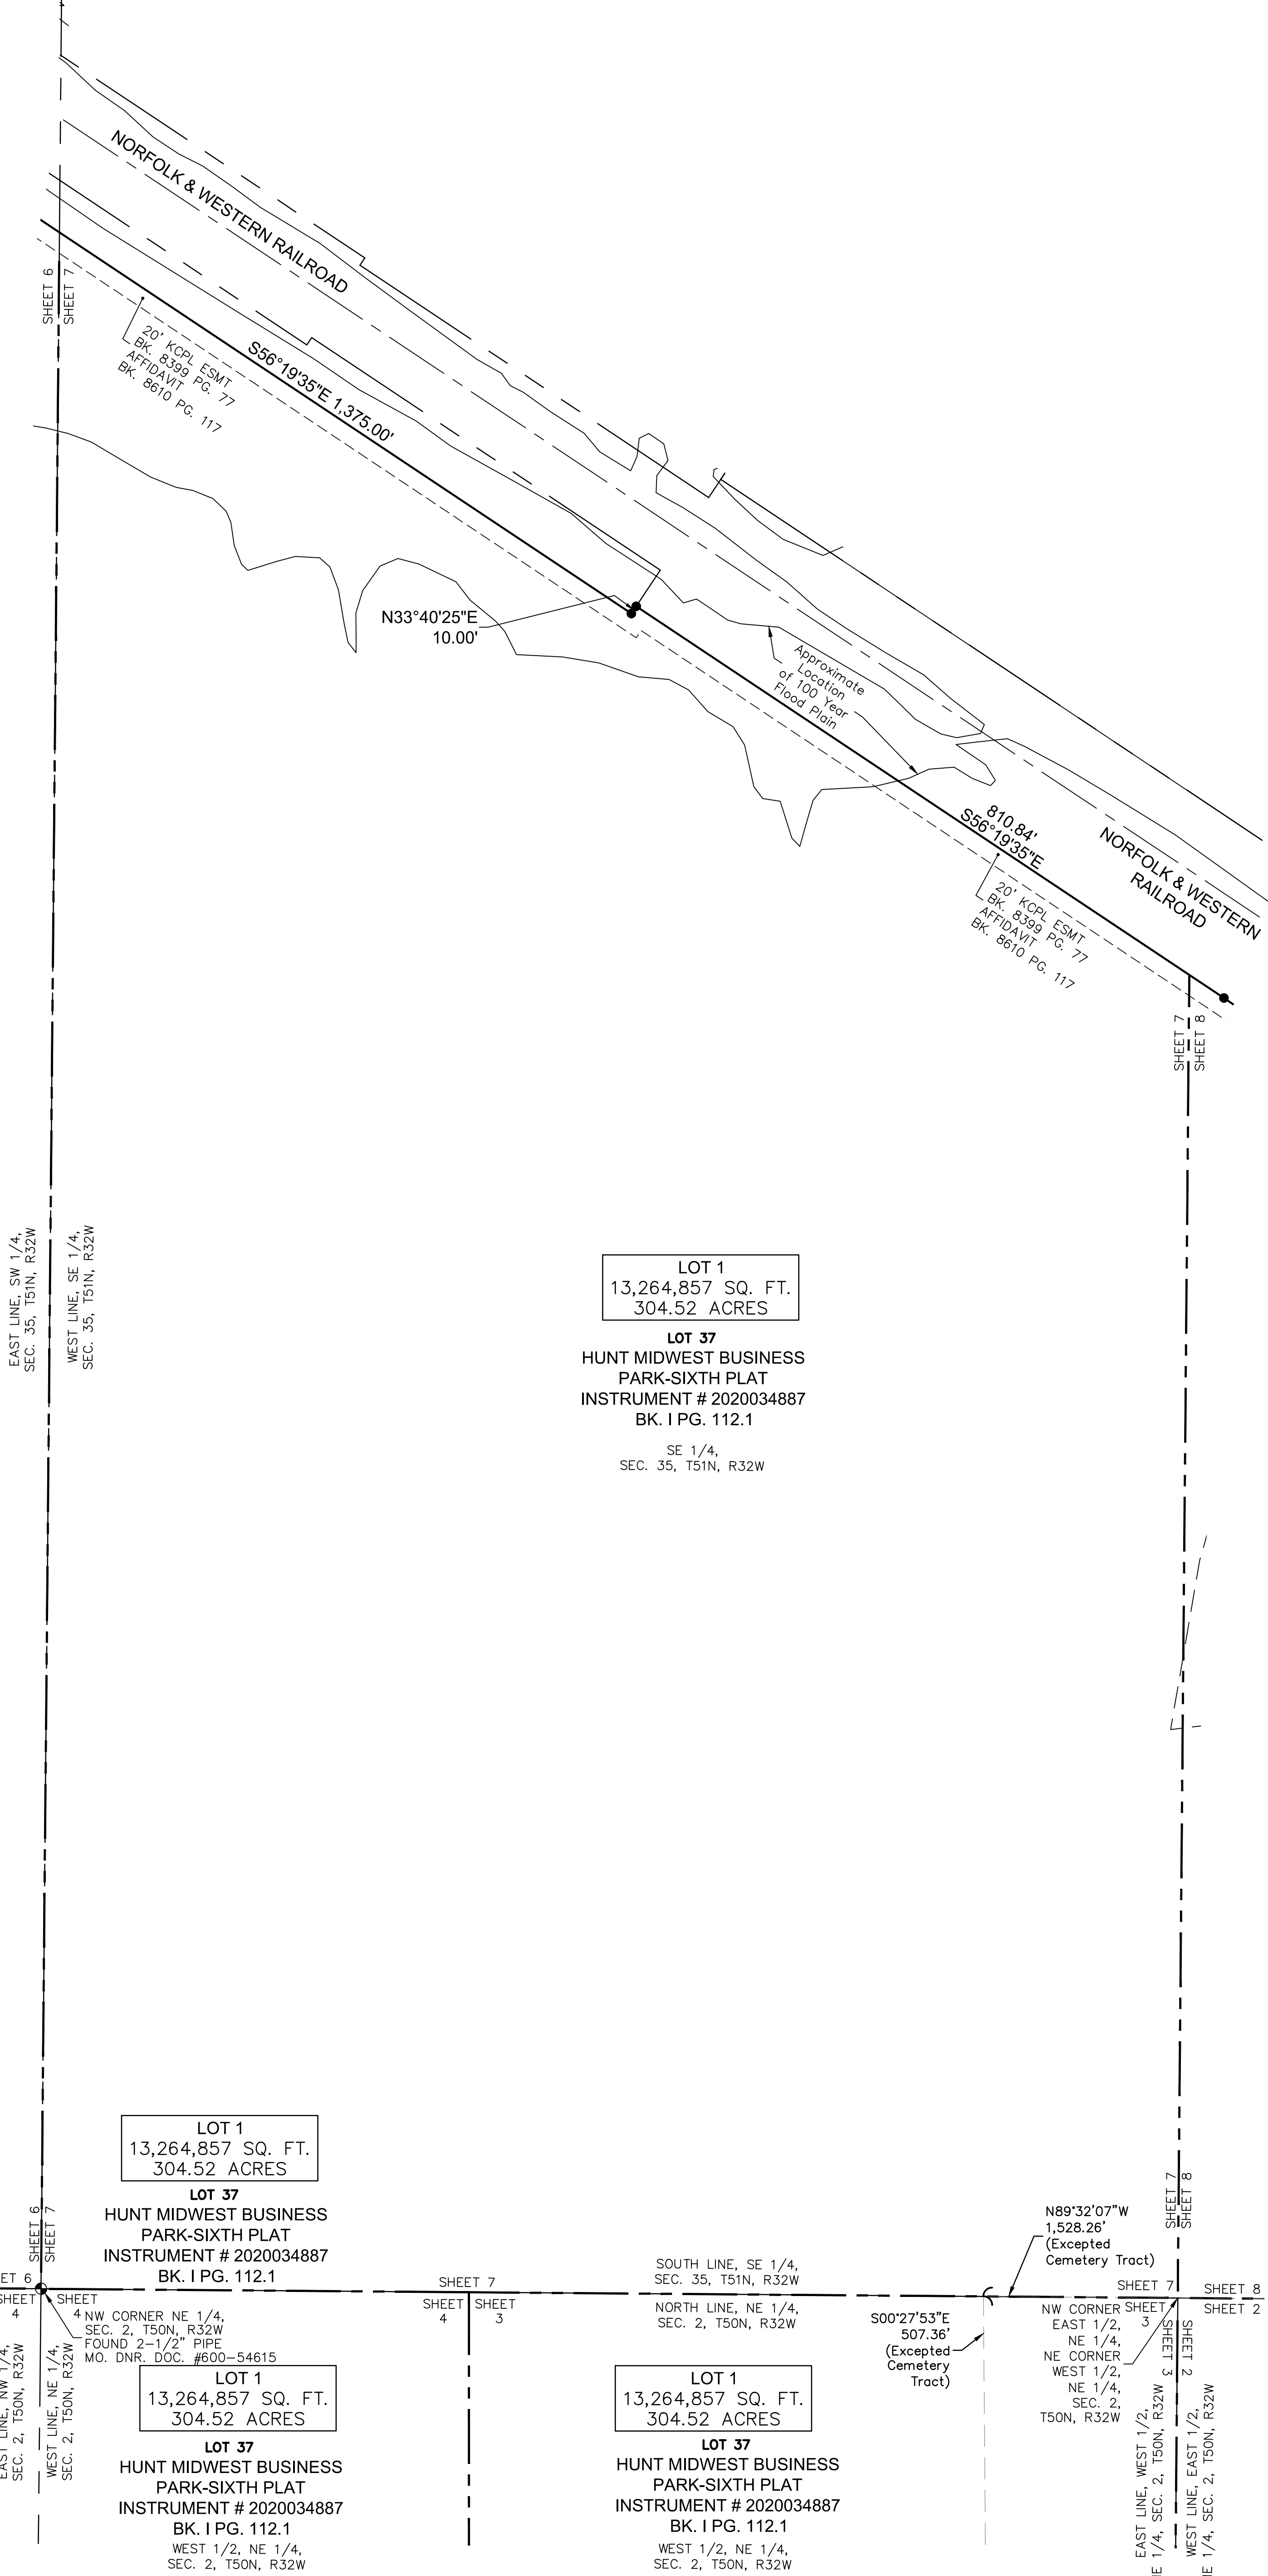 NORFOLK & WESTERN RAILROAD
SHEET 6
SHEET 7
20' KCPL ESMT
BK. 8399 PG. 77
AFFIDAVIT
BK. 8610 PG. 117
S56°19'35"E 1,375.00'
N33°40'25"E
10.00'
Approximate
Location
of 100 Year
Flood Plain
810.84'
S56°19'35"E
NORFOLK & WESTERN
RAILROAD
20' KCPL ESMT
BK. 8399 PG. 77
AFFIDAVIT
BK. 8610 PG. 117
SHEET 7
SHEET 8
EAST LINE, SW 1/4,
SEC. 35, T51N, R32W
WEST LINE, SE 1/4,
SEC. 35, T51N, R32W
LOT 1
13,264,857 SQ. FT.
304.52 ACRES
LOT 37
HUNT MIDWEST BUSINESS
PARK-SIXTH PLAT
INSTRUMENT # 2020034887
BK. I PG. 112.1
SE 1/4,
SEC. 35, T51N, R32W
LOT 1
13,264,857 SQ. FT.
304.52 ACRES
LOT 37
HUNT MIDWEST BUSINESS
PARK-SIXTH PLAT
INSTRUMENT # 2020034887
BK. I PG. 112.1
SHEET 6
SHEET 7
SHEET 7
SHEET 8
N89°32'07"W
1,528.26'
(Excepted
Cemetery Tract)
SOUTH LINE, SE 1/4,
SEC. 35, T51N, R32W
ET 6
SHEET
4
SHEET
4
SHEET 7
SHEET
4
SHEET
3
NORTH LINE, NE 1/4,
SEC. 2, T50N, R32W
SHEET 7
SHEET
3
SHEET 8
SHEET 2
NW CORNER NE 1/4,
SEC. 2, T50N, R32W
FOUND 2-1/2" PIPE
MO. DNR. DOC. #600-54615
S00°27'53"E
507.36'
(Excepted
Cemetery
Tract)
NW CORNER
EAST 1/2,
NE 1/4,
NE CORNER
WEST 1/2,
NE 1/4,
SEC. 2,
T50N, R32W
SHEET 3
SHEET 2
EAST LINE, NW 1/4,
SEC. 2, T50N, R32W
WEST LINE, NE 1/4,
SEC. 2, T50N, R32W
LOT 1
13,264,857 SQ. FT.
304.52 ACRES
LOT 37
HUNT MIDWEST BUSINESS
PARK-SIXTH PLAT
INSTRUMENT # 2020034887
BK. I PG. 112.1
WEST 1/2, NE 1/4,
SEC. 2, T50N, R32W
LOT 1
13,264,857 SQ. FT.
304.52 ACRES
LOT 37
HUNT MIDWEST BUSINESS
PARK-SIXTH PLAT
INSTRUMENT # 2020034887
BK. I PG. 112.1
WEST 1/2, NE 1/4,
SEC. 2, T50N, R32W
EAST LINE, WEST 1/2,
E 1/4, SEC. 2, T50N, R32W
WEST LINE, EAST 1/2,
E 1/4, SEC. 2, T50N, R32W